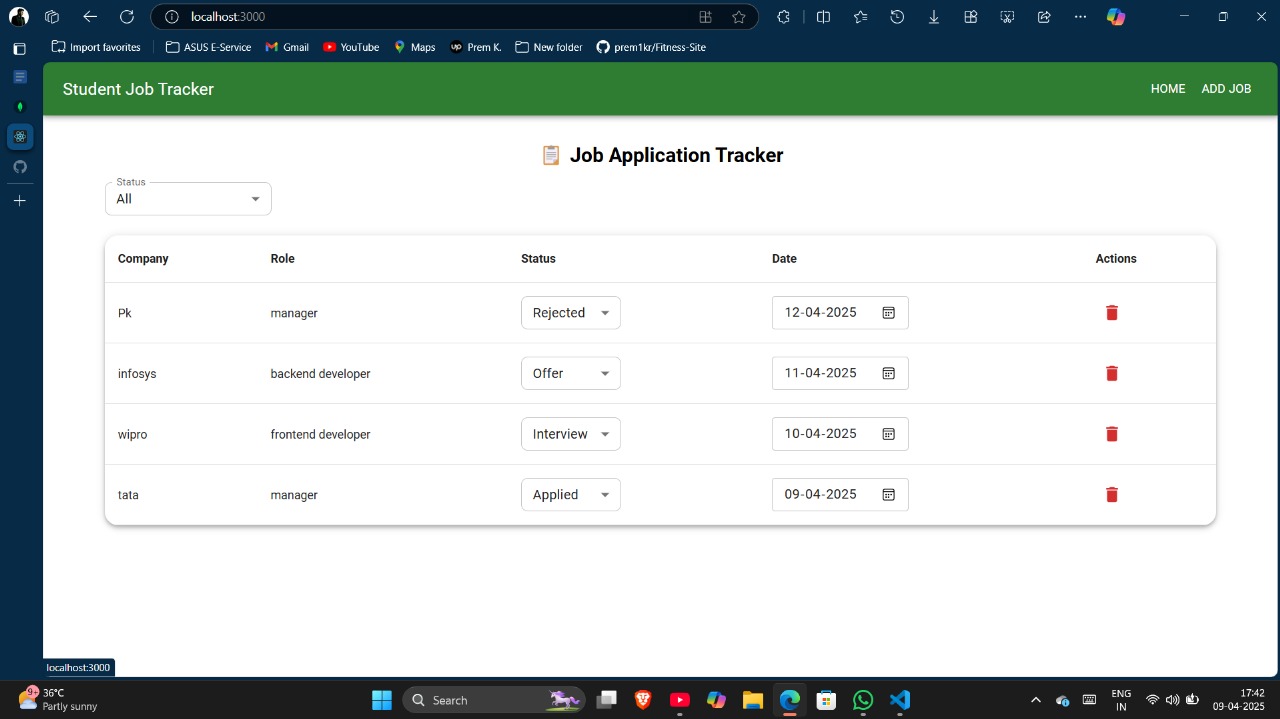 localhost:3000
Import favorites ASUS E-Service Gmail YouTube Maps up Prem K. New folder prem1kr/Fitness-Site
Student Job Tracker HOME ADD JOB
📋 Job Application Tracker
Status
All
Company Role Status Date Actions
Pk manager Rejected 12-04-2025
infosys backend developer Offer 11-04-2025
wipro frontend developer Interview 10-04-2025
tata manager Applied 09-04-2025
localhost:3000
9+ 36°C
Partly sunny
Search
ENG
IN
17:42
09-04-2025